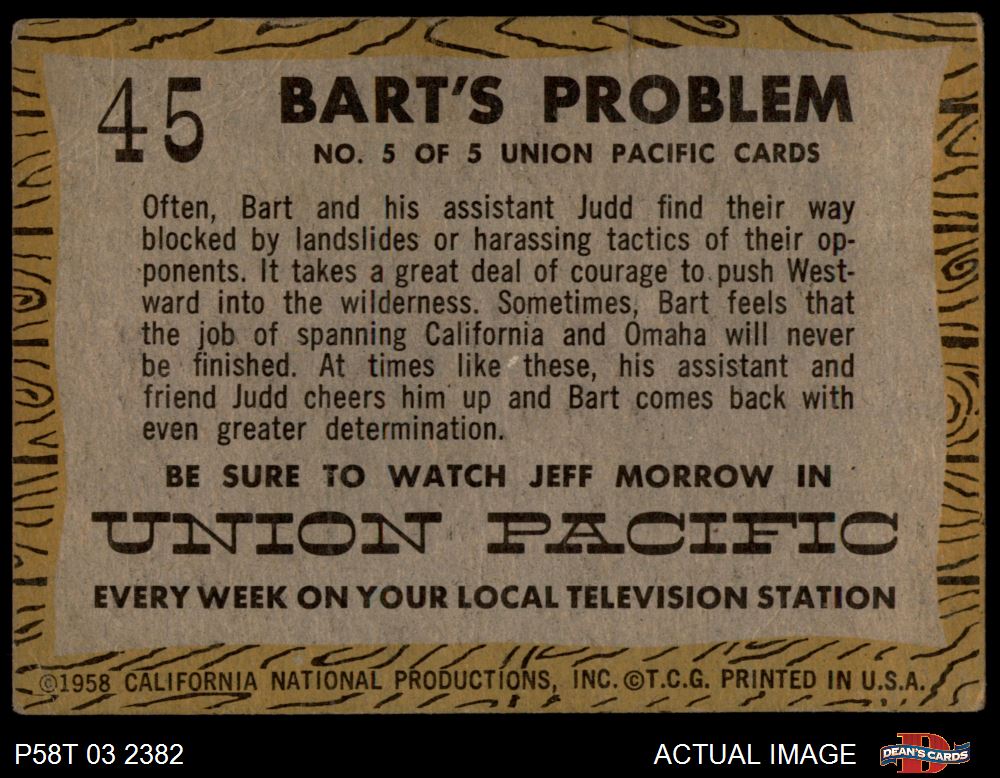 45
BART'S PROBLEM
NO. 5 OF 5 UNION PACIFIC CARDS
Often, Bart and his assistant Judd find their way
blocked by landslides or harassing tactics of their op-
ponents. It takes a great deal of courage to push West-
ward into the wilderness. Sometimes, Bart feels that
the job of spanning California and Omaha will never
be finished. At times like these, his assistant and
friend Judd cheers him up and Bart comes back with
even greater determination.
BE SURE TO WATCH JEFF MORROW IN
UNION PACIFIC
EVERY WEEK ON YOUR LOCAL TELEVISION STATION
©1958 CALIFORNIA NATIONAL PRODUCTIONS, INC. ©T.C.G. PRINTED IN U.S.A.
P58T 03 2382
ACTUAL IMAGE
D
DEAN'S CARDS